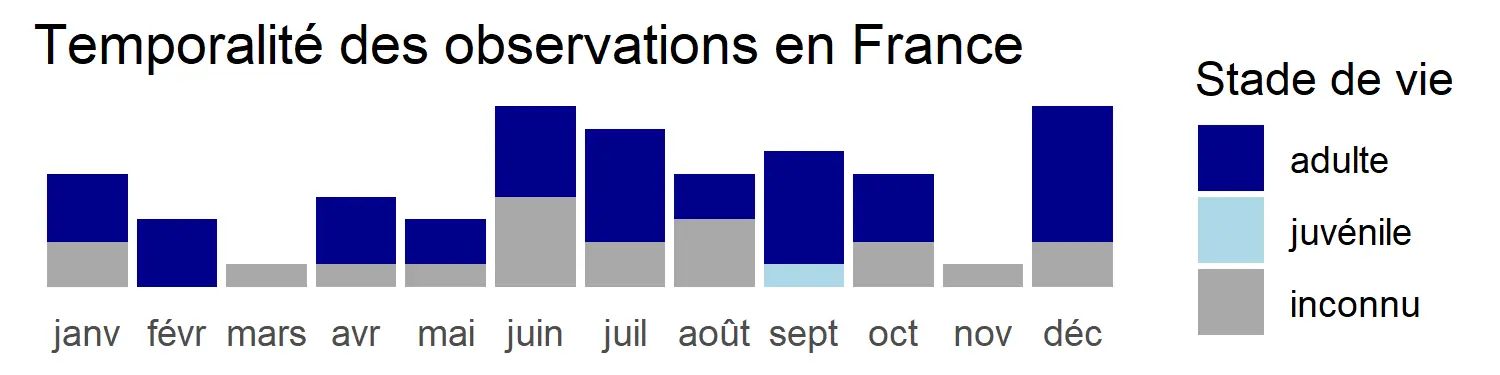 Temporalité des observations en France
Stade de vie
adulte
juvénile
inconnu
janv févr mars avr mai juin juil août sept oct nov déc